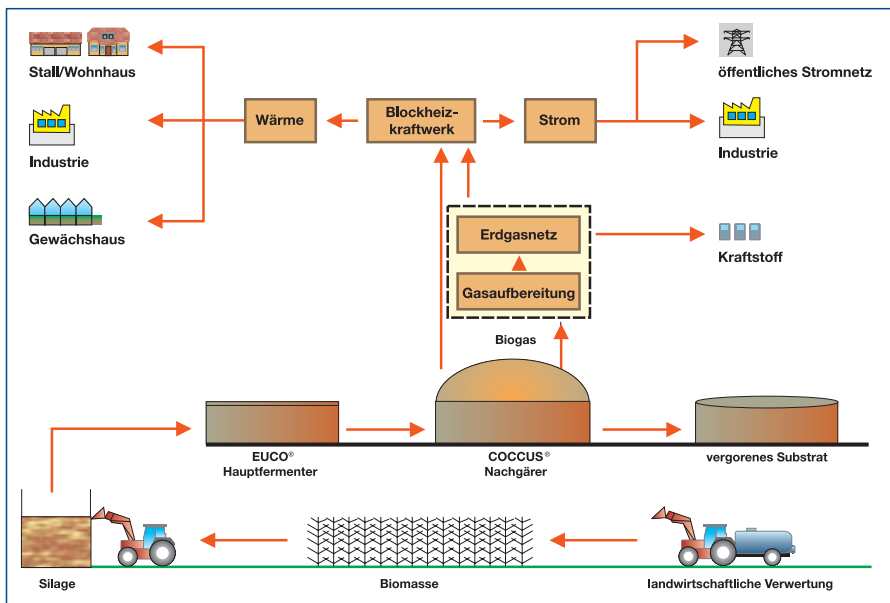 Stall/Wohnhaus
öffentliches Stromnetz
Wärme
Blockheiz-
kraftwerk
Strom
Industrie
Industrie
Erdgasnetz
Gewächshaus
Kraftstoff
Gasaufbereitung
Biogas
EUCO®
Hauptfermenter
COCCUS®
Nachgärer
vergorenes Substrat
Silage
Biomasse
landwirtschaftliche Verwertung